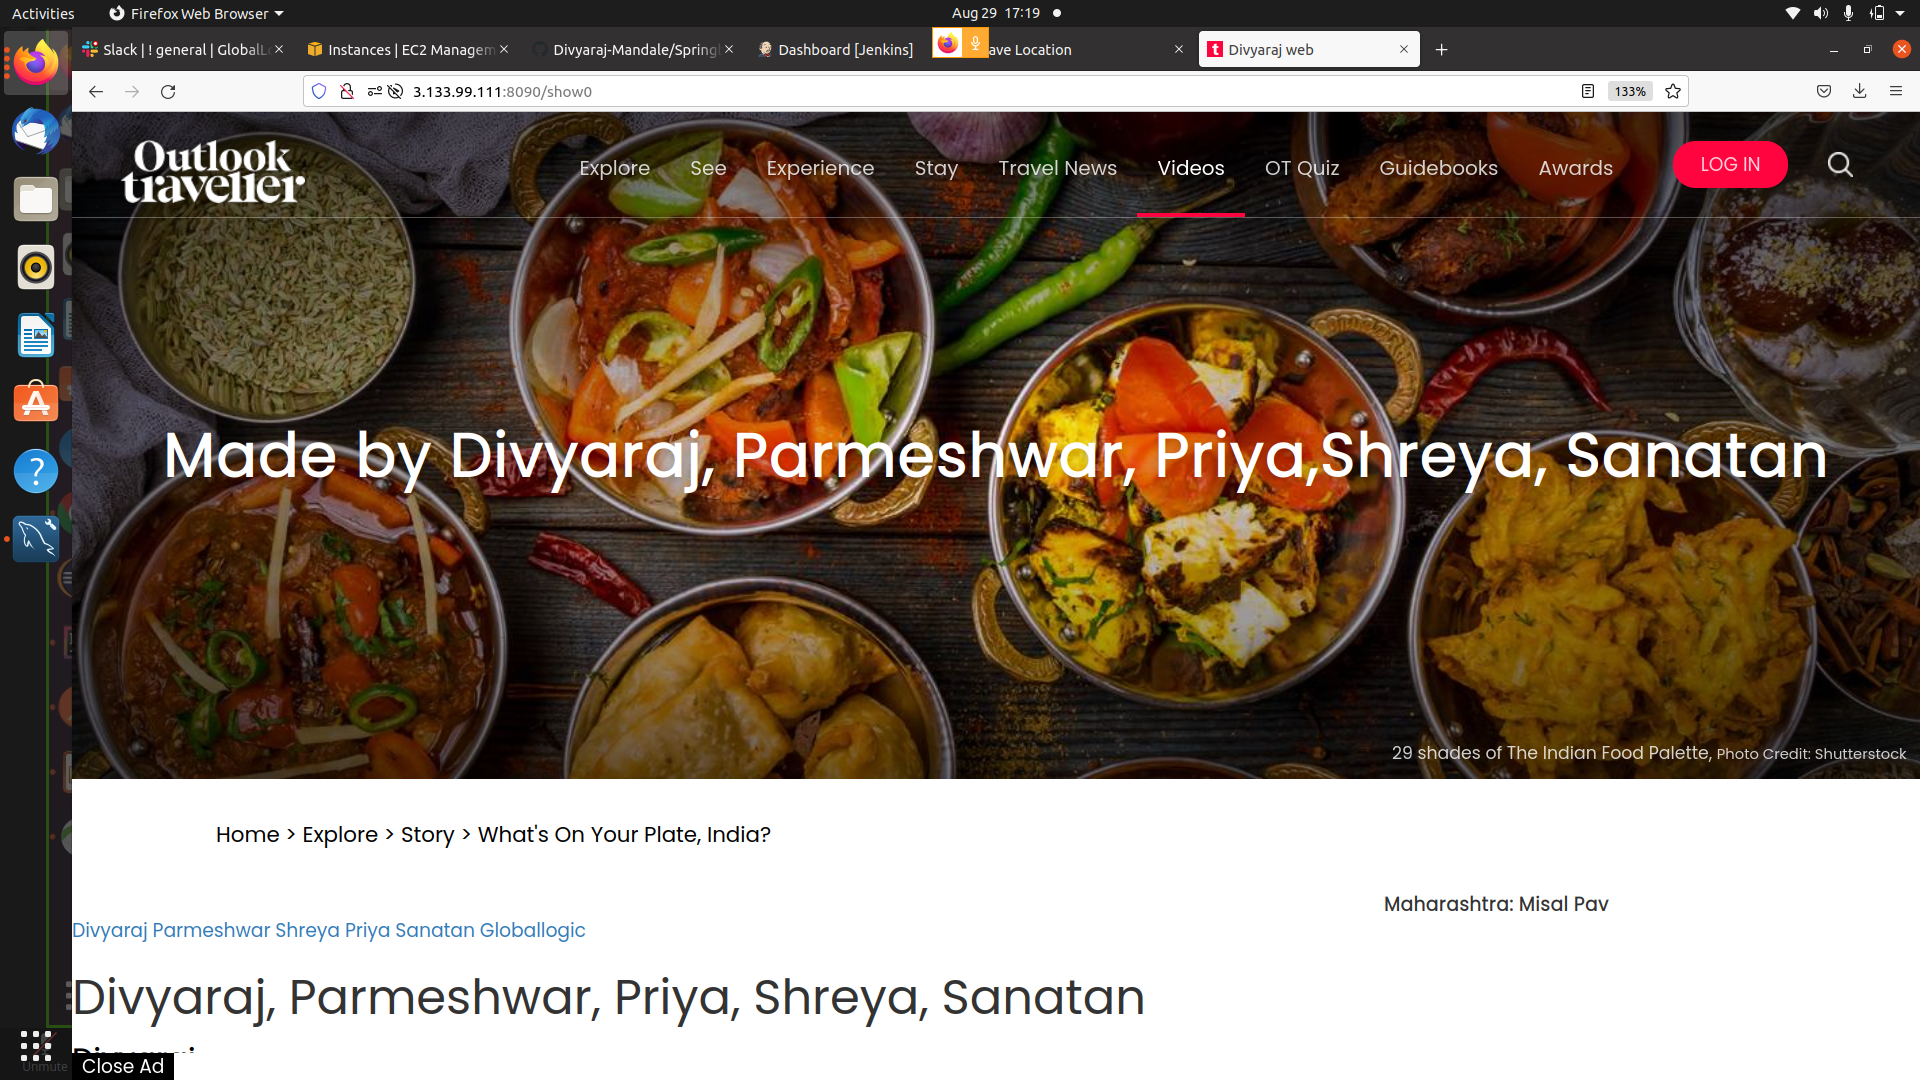 Activities
Firefox Web Browser
Aug 29 17:19
Slack | ! general | GlobalL
Instances | EC2 Managem
Divyaraj-Mandale/Spring
Dashboard [Jenkins]
ave Location
Divyaraj web
3.133.99.111:8090/show0
133%
Outlook
traveller
Explore
See
Experience
Stay
Travel News
Videos
OT Quiz
Guidebooks
Awards
LOG IN
Made by Divyaraj, Parmeshwar, Priya,Shreya, Sanatan
29 shades of The Indian Food Palette, Photo Credit: Shutterstock
Home > Explore > Story > What's On Your Plate, India?
Maharashtra: Misal Pav
Divyaraj Parmeshwar Shreya Priya Sanatan Globallogic
Divyaraj, Parmeshwar, Priya, Shreya, Sanatan
Close Ad
Unmute